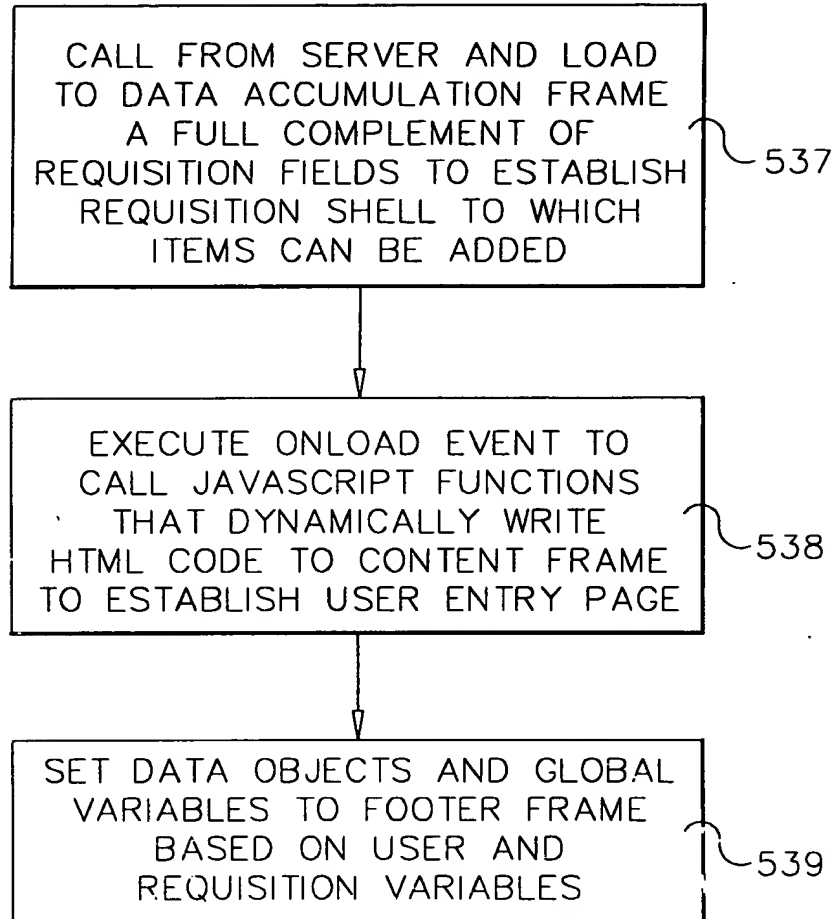 CALL FROM SERVER AND LOAD
TO DATA ACCUMULATION FRAME
A FULL COMPLEMENT OF
REQUISITION FIELDS TO ESTABLISH
REQUISITION SHELL TO WHICH
ITEMS CAN BE ADDED
537
EXECUTE ONLOAD EVENT TO
CALL JAVASCRIPT FUNCTIONS
THAT DYNAMICALLY WRITE
HTML CODE TO CONTENT FRAME
TO ESTABLISH USER ENTRY PAGE
538
SET DATA OBJECTS AND GLOBAL
VARIABLES TO FOOTER FRAME
BASED ON USER AND
REQUISITION VARIABLES
539